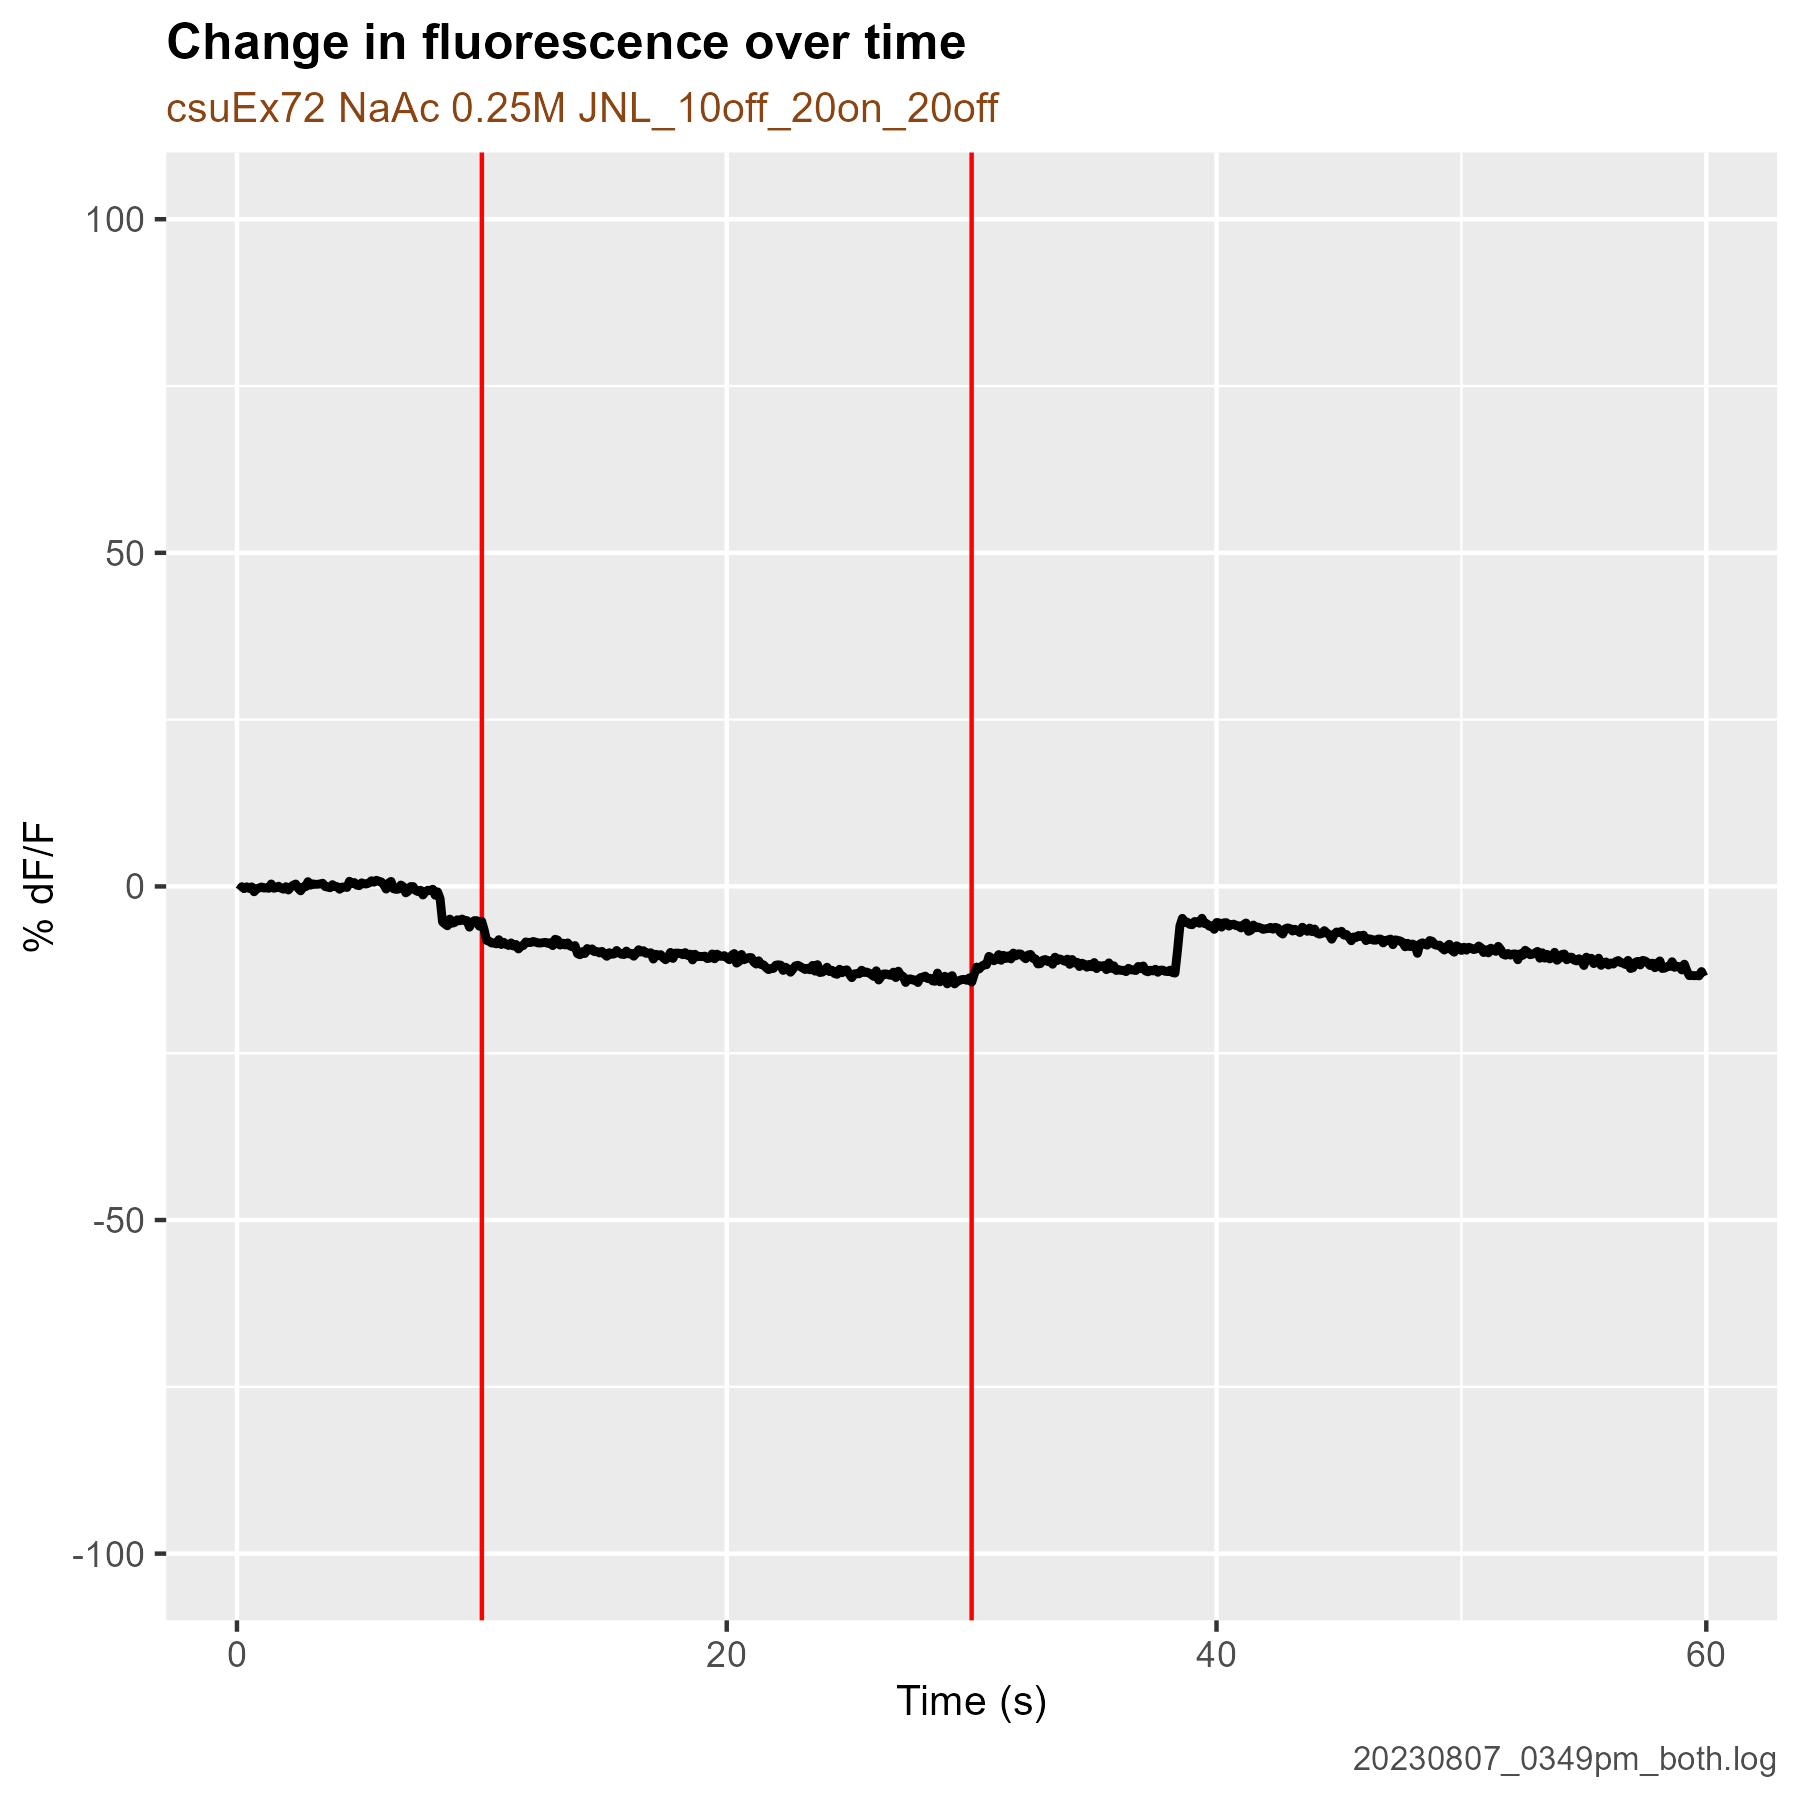 Change in fluorescence over time
csuEx72 NaAc 0.25M JNL_10off_20on_20off
100
50
0
-50
-100
% dF/F
0 20 40 60
Time (s)
20230807_0349pm_both.log